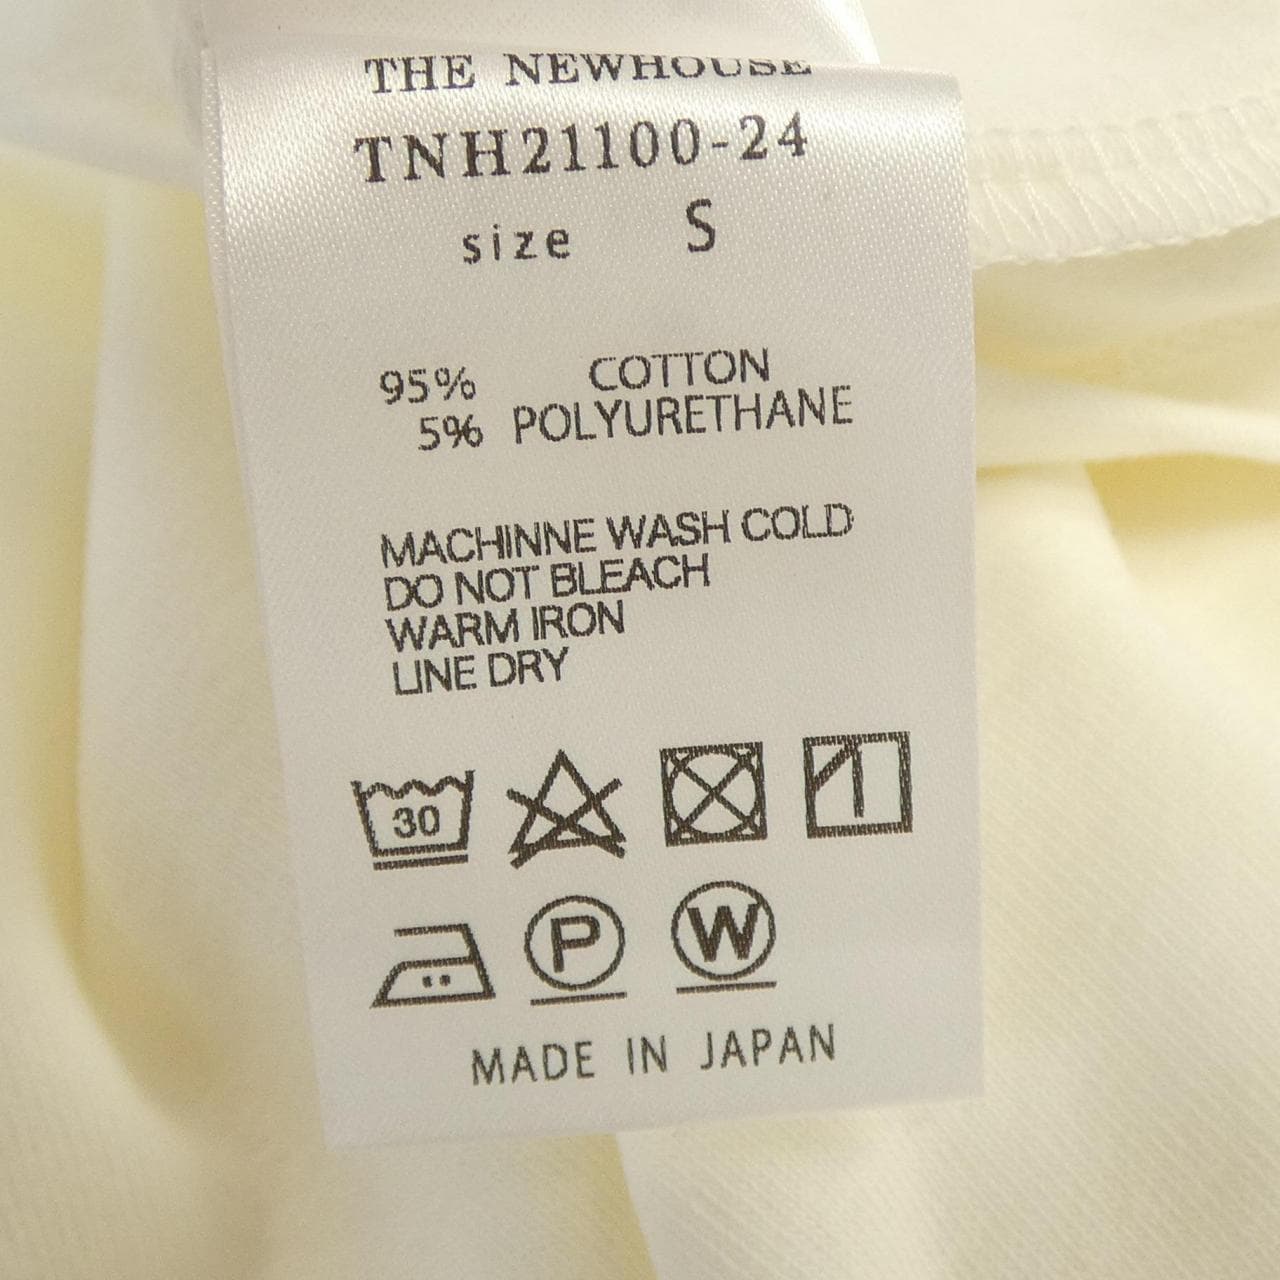 THE NEWHOUSE
TNH21100-24
size S
95% COTTON
5% POLYURETHANE
MACHINNE WASH COLD
DO NOT BLEACH
WARM IRON
LINE DRY
30
P W
MADE IN JAPAN